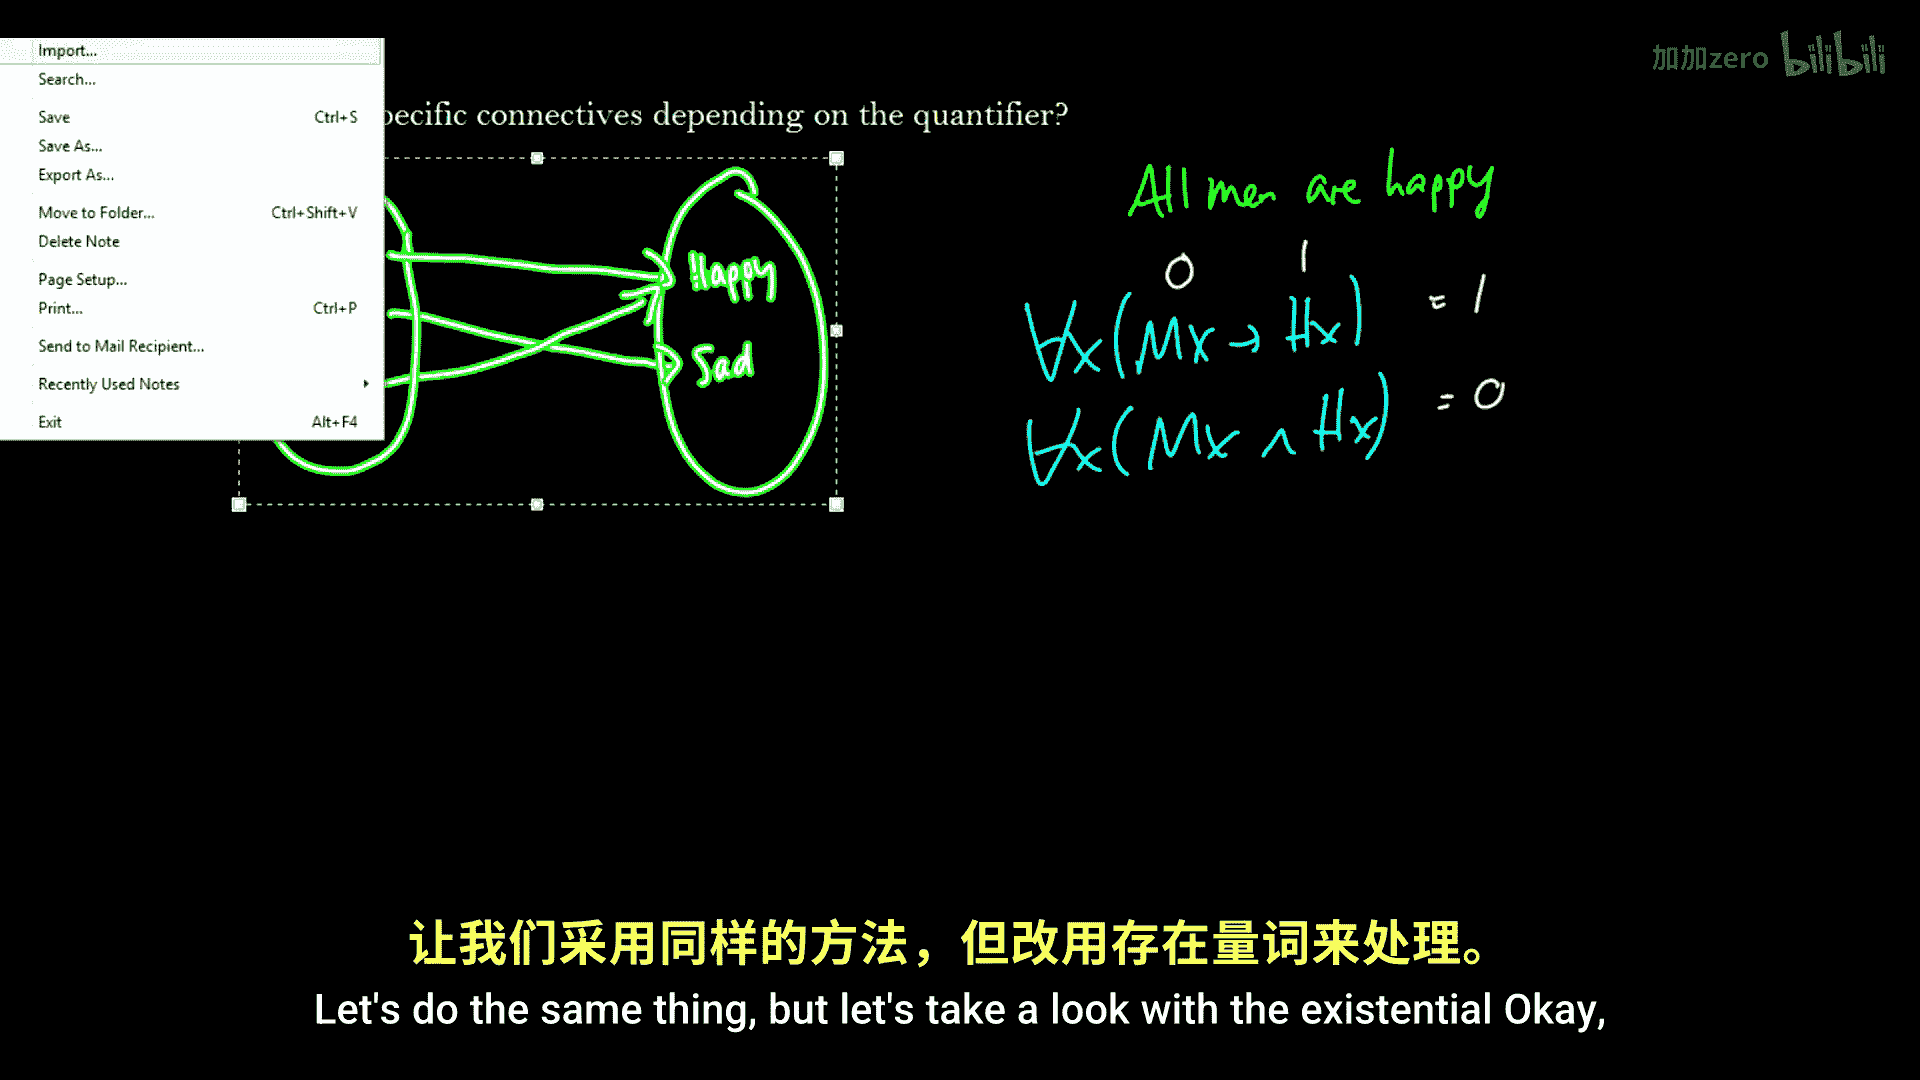 加加zero bilibili
Import...
Search...
Save Ctrl+S
Save As...
Export As...
Move to Folder... Ctrl+Shift+V
Delete Note
Page Setup...
Print... Ctrl+P
Send to Mail Recipient...
Recently Used Notes
Exit Alt+F4
pecific connectives depending on the quantifier?
Happy
Sad
All men are happy
0 1
∀x(Mx → Hx) = 1
∀x(Mx ∧ Hx) = 0
让我们采用同样的方法，但改用存在量词来处理。
Let's do the same thing, but let's take a look with the existential Okay,